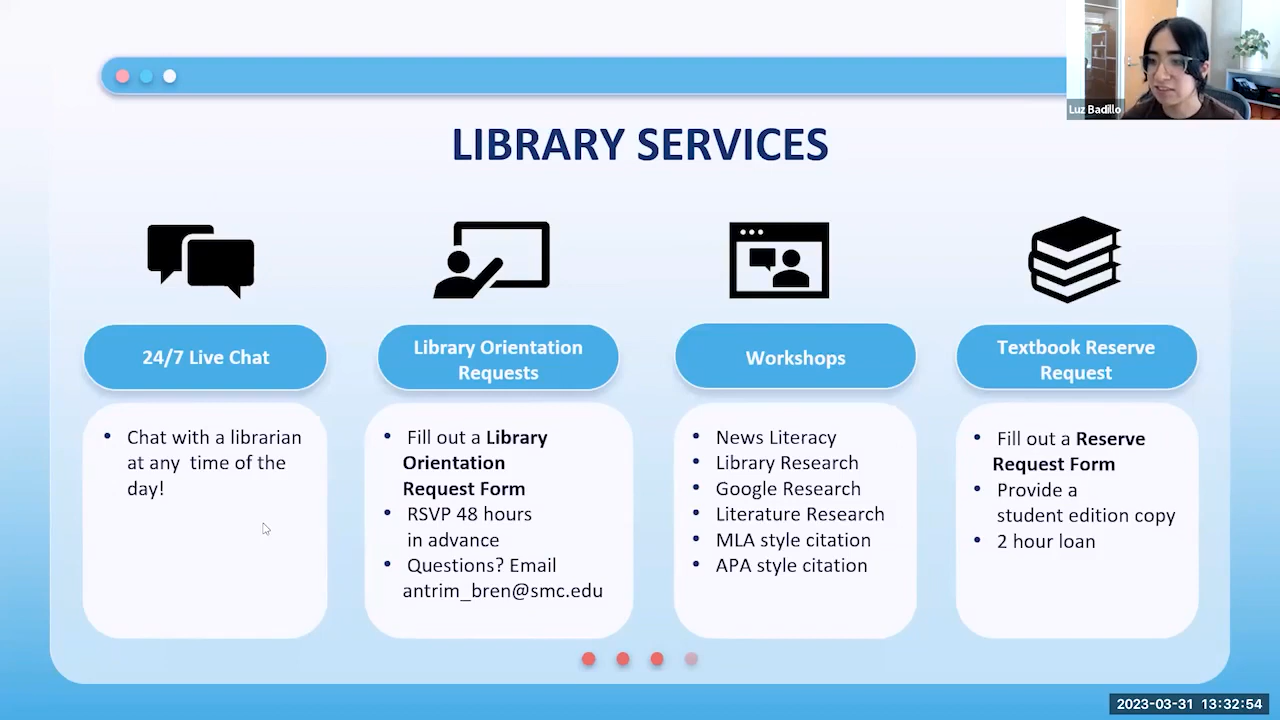 Luz Badillo
LIBRARY SERVICES
24/7 Live Chat
• Chat with a librarian
at any time of the
day!
Library Orientation
Requests
• Fill out a Library
Orientation
Request Form
• RSVP 48 hours
in advance
• Questions? Email
antrim_bren@smc.edu
Workshops
• News Literacy
• Library Research
• Google Research
• Literature Research
• MLA style citation
• APA style citation
Textbook Reserve
Request
• Fill out a Reserve
Request Form
• Provide a
student edition copy
• 2 hour loan
2023-03-31 13:32:54